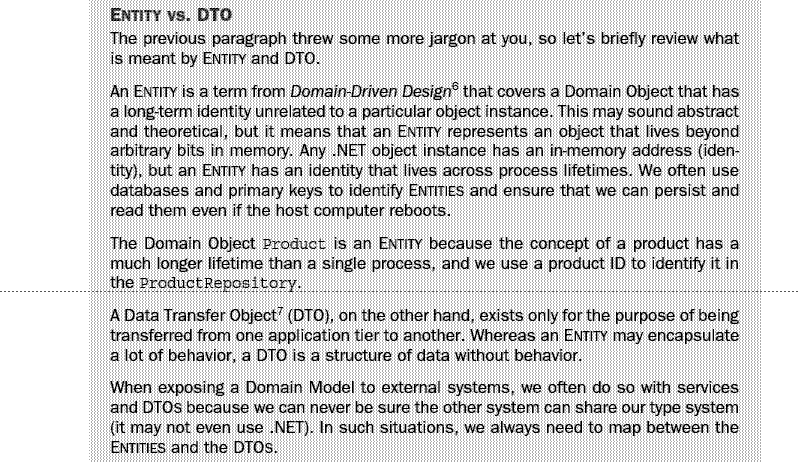 ENTITY vs. DTO
The previous paragraph threw some more jargon at you, so let's briefly review what
is meant by ENTITY and DTO.
An ENTITY is a term from Domain-Driven Design6 that covers a Domain Object that has
a long-term identity unrelated to a particular object instance. This may sound abstract
and theoretical, but it means that an ENTITY represents an object that lives beyond
arbitrary bits in memory. Any .NET object instance has an in-memory address (iden-
tity), but an ENTITY has an identity that lives across process lifetimes. We often use
databases and primary keys to identify ENTITIES and ensure that we can persist and
read them even if the host computer reboots.
The Domain Object Product is an ENTITY because the concept of a product has a
much longer lifetime than a single process, and we use a product ID to identify it in
the ProductRepository.
A Data Transfer Object7 (DTO), on the other hand, exists only for the purpose of being
transferred from one application tier to another. Whereas an ENTITY may encapsulate
a lot of behavior, a DTO is a structure of data without behavior.
When exposing a Domain Model to external systems, we often do so with services
and DTOs because we can never be sure the other system can share our type system
(it may not even use .NET). In such situations, we always need to map between the
ENTITIES and the DTOs.